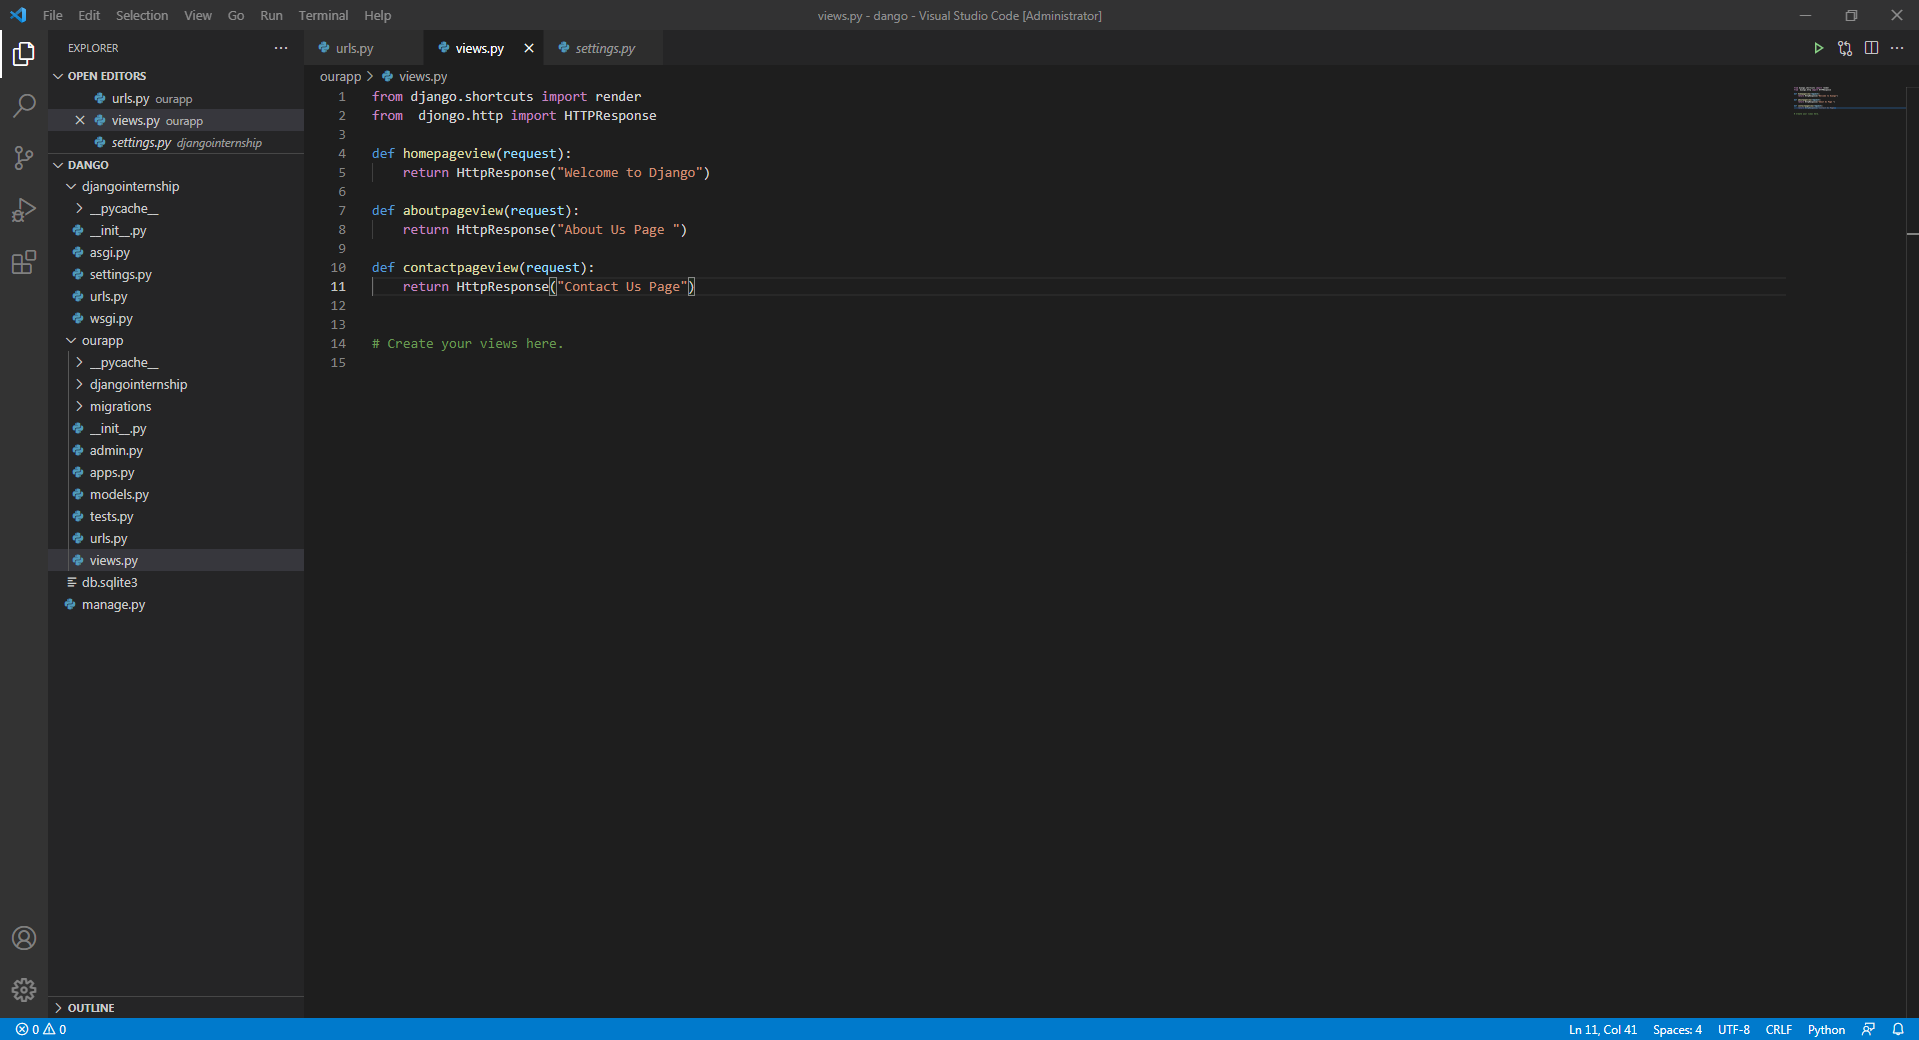 File Edit Selection View Go Run Terminal Help
views.py - dango - Visual Studio Code [Administrator]
EXPLORER
OPEN EDITORS
urls.py ourapp
views.py ourapp
settings.py djangointernship
DANGO
djangointernship
__pycache__
__init__.py
asgi.py
settings.py
urls.py
wsgi.py
ourapp
__pycache__
djangointernship
migrations
__init__.py
admin.py
apps.py
models.py
tests.py
urls.py
views.py
db.sqlite3
manage.py
OUTLINE
urls.py views.py settings.py
ourapp > views.py
1 from django.shortcuts import render
2 from  djongo.http import HTTPResponse
3
4 def homepageview(request):
5     return HttpResponse("Welcome to Django")
6
7 def aboutpageview(request):
8     return HttpResponse("About Us Page ")
9
10 def contactpageview(request):
11     return HttpResponse("Contact Us Page")
12
13
14 # Create your views here.
15
0 0 Ln 11, Col 41 Spaces: 4 UTF-8 CRLF Python